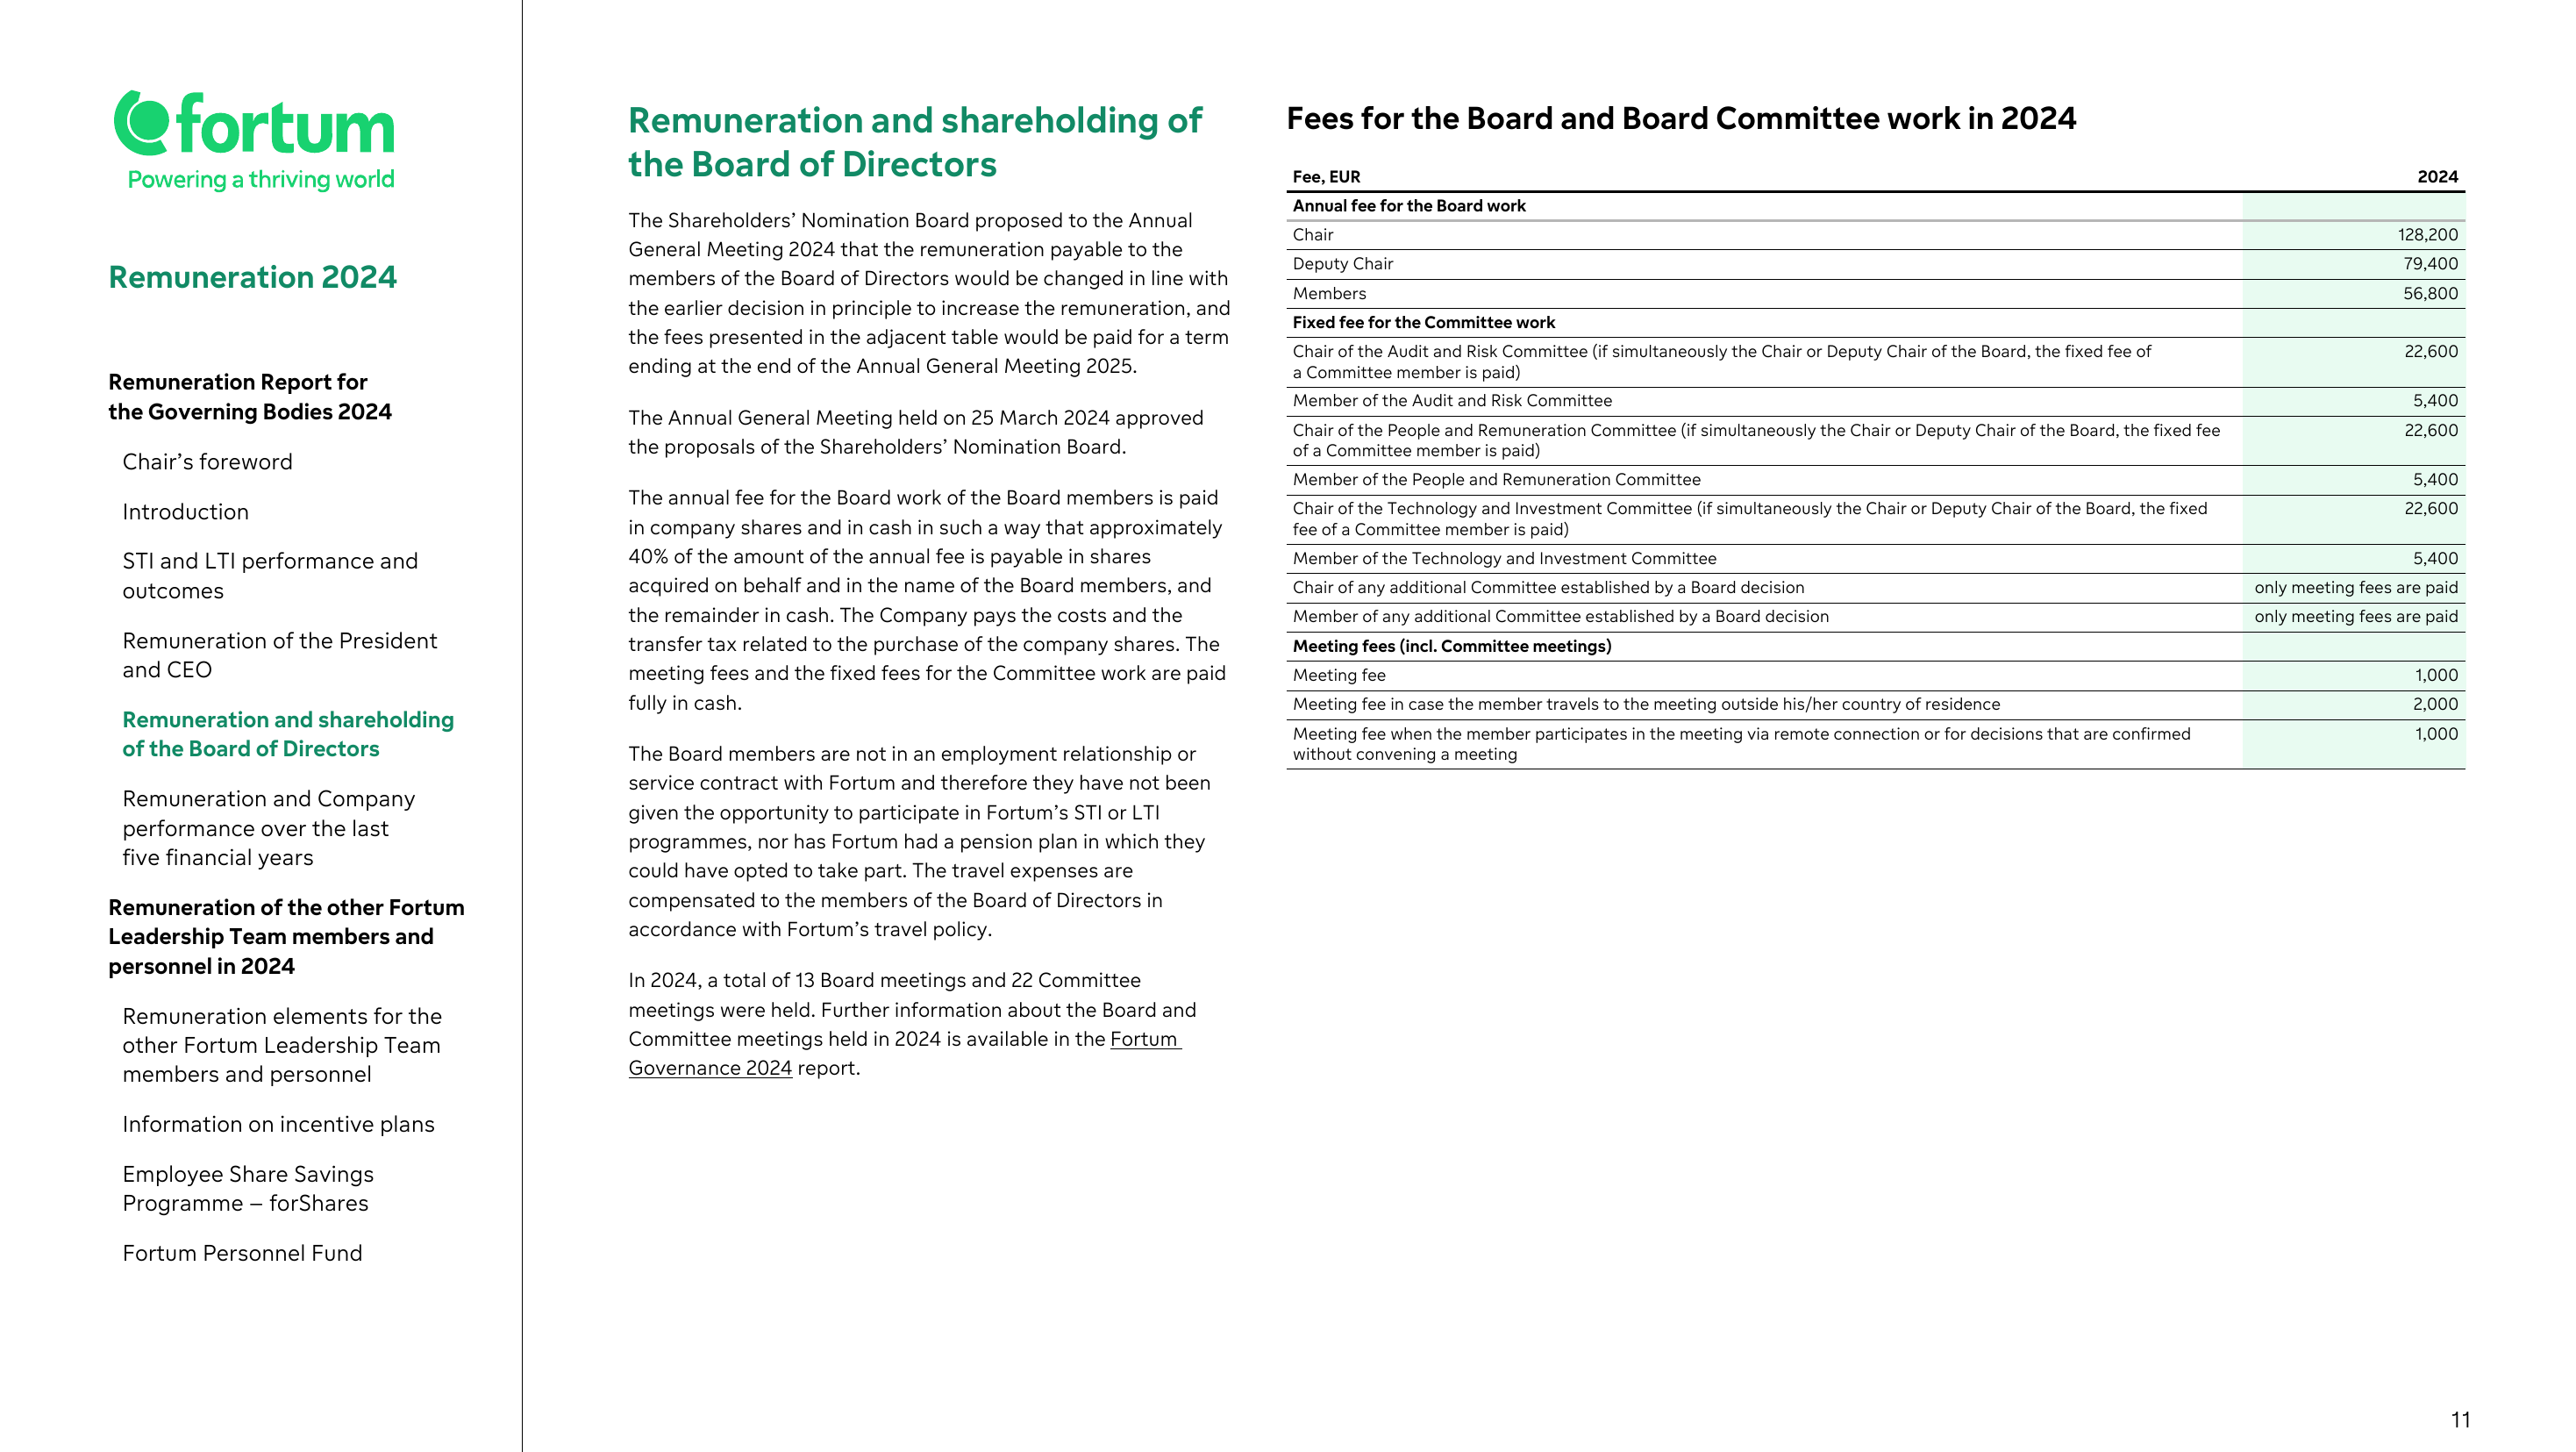 fortum
Powering a thriving world
Remuneration 2024
Remuneration Report for
the Governing Bodies 2024
Chair’s foreword
Introduction
STI and LTI performance and
outcomes
Remuneration of the President
and CEO
Remuneration and shareholding
of the Board of Directors
Remuneration and Company
performance over the last
five financial years
Remuneration of the other Fortum
Leadership Team members and
personnel in 2024
Remuneration elements for the
other Fortum Leadership Team
members and personnel
Information on incentive plans
Employee Share Savings
Programme – forShares
Fortum Personnel Fund
Remuneration and shareholding of
the Board of Directors
The Shareholders’ Nomination Board proposed to the Annual
General Meeting 2024 that the remuneration payable to the
members of the Board of Directors would be changed in line with
the earlier decision in principle to increase the remuneration, and
the fees presented in the adjacent table would be paid for a term
ending at the end of the Annual General Meeting 2025.
The Annual General Meeting held on 25 March 2024 approved
the proposals of the Shareholders’ Nomination Board.
The annual fee for the Board work of the Board members is paid
in company shares and in cash in such a way that approximately
40% of the amount of the annual fee is payable in shares
acquired on behalf and in the name of the Board members, and
the remainder in cash. The Company pays the costs and the
transfer tax related to the purchase of the company shares. The
meeting fees and the fixed fees for the Committee work are paid
fully in cash.
The Board members are not in an employment relationship or
service contract with Fortum and therefore they have not been
given the opportunity to participate in Fortum’s STI or LTI
programmes, nor has Fortum had a pension plan in which they
could have opted to take part. The travel expenses are
compensated to the members of the Board of Directors in
accordance with Fortum’s travel policy.
In 2024, a total of 13 Board meetings and 22 Committee
meetings were held. Further information about the Board and
Committee meetings held in 2024 is available in the Fortum
Governance 2024 report.
Fees for the Board and Board Committee work in 2024
Fee, EUR 2024
Annual fee for the Board work
Chair 128,200
Deputy Chair 79,400
Members 56,800
Fixed fee for the Committee work
Chair of the Audit and Risk Committee (if simultaneously the Chair or Deputy Chair of the Board, the fixed fee of 22,600
a Committee member is paid)
Member of the Audit and Risk Committee 5,400
Chair of the People and Remuneration Committee (if simultaneously the Chair or Deputy Chair of the Board, the fixed fee 22,600
of a Committee member is paid)
Member of the People and Remuneration Committee 5,400
Chair of the Technology and Investment Committee (if simultaneously the Chair or Deputy Chair of the Board, the fixed 22,600
fee of a Committee member is paid)
Member of the Technology and Investment Committee 5,400
Chair of any additional Committee established by a Board decision only meeting fees are paid
Member of any additional Committee established by a Board decision only meeting fees are paid
Meeting fees (incl. Committee meetings)
Meeting fee 1,000
Meeting fee in case the member travels to the meeting outside his/her country of residence 2,000
Meeting fee when the member participates in the meeting via remote connection or for decisions that are confirmed 1,000
without convening a meeting
11